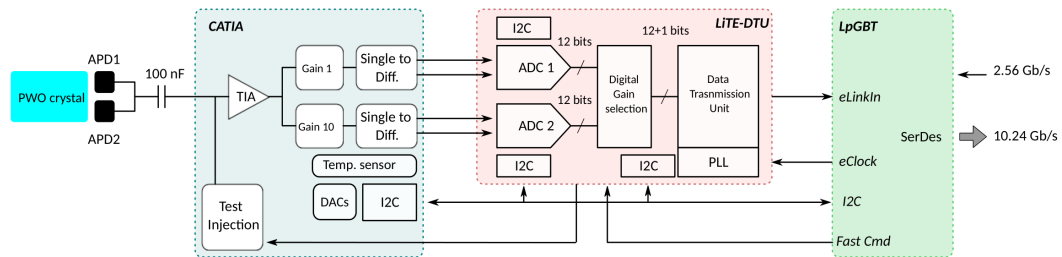 CATIA
LiTE-DTU
LpGBT
APD1
PWO crystal
APD2
100 nF
TIA
Gain 1
Single to
Diff.
Gain 10
Single to
Diff.
Temp. sensor
DACs
I2C
Test
Injection
I2C
12 bits
ADC 1
12 bits
ADC 2
I2C
Digital
Gain
selection
12+1 bits
Data
Trasnmission
Unit
I2C
PLL
eLinkIn
SerDes
eClock
I2C
Fast Cmd
2.56 Gb/s
10.24 Gb/s